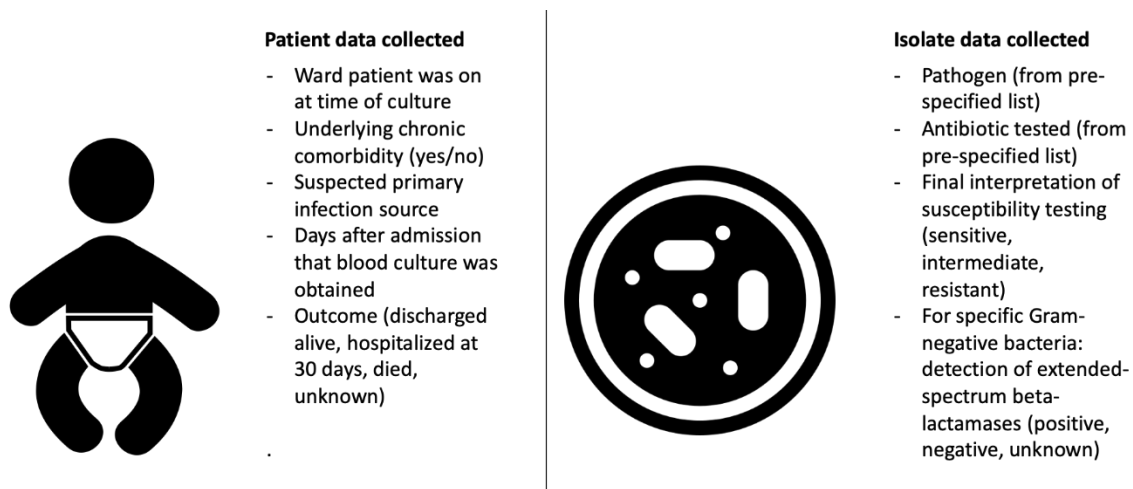 Patient data collected
- Ward patient was on
at time of culture
- Underlying chronic
comorbidity (yes/no)
- Suspected primary
infection source
- Days after admission
that blood culture was
obtained
- Outcome (discharged
alive, hospitalized at
30 days, died,
unknown)
.
Isolate data collected
- Pathogen (from pre-
specified list)
- Antibiotic tested (from
pre-specified list)
- Final interpretation of
susceptibility testing
(sensitive,
intermediate,
resistant)
- For specific Gram-
negative bacteria:
detection of extended-
spectrum beta-
lactamases (positive,
negative, unknown)